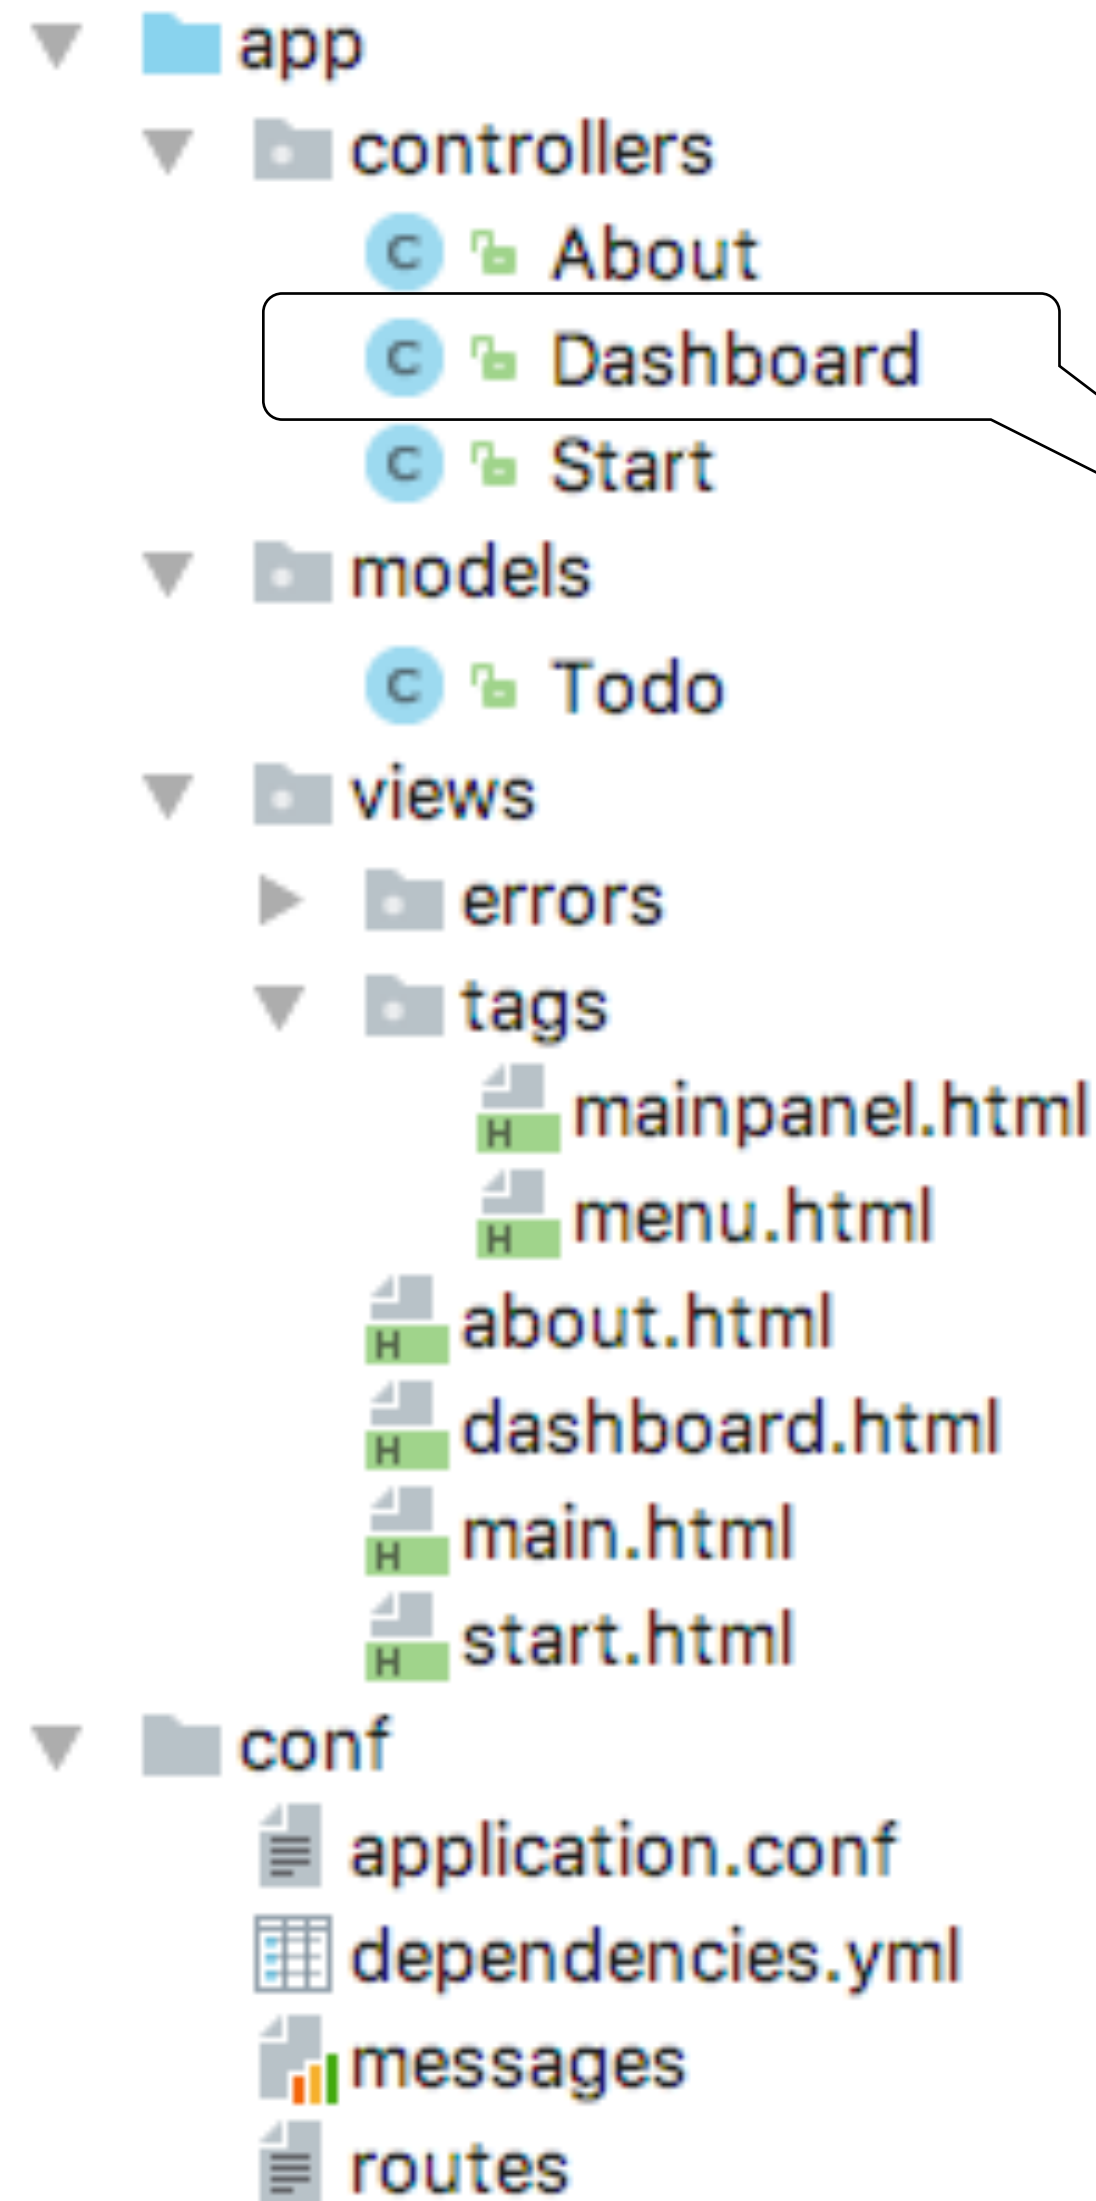 app
controllers
C About
C Dashboard
C Start
models
C Todo
views
errors
tags
H mainpanel.html
H menu.html
H about.html
H dashboard.html
H main.html
H start.html
conf
application.conf
dependencies.yml
messages
routes